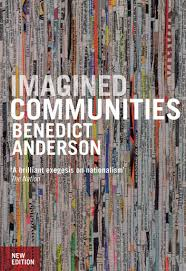 IMAGINED
COMMUNITIES
BENEDICT
ANDERSON
'A brilliant exegesis on nationalism'
The Nation
NEW
EDITION